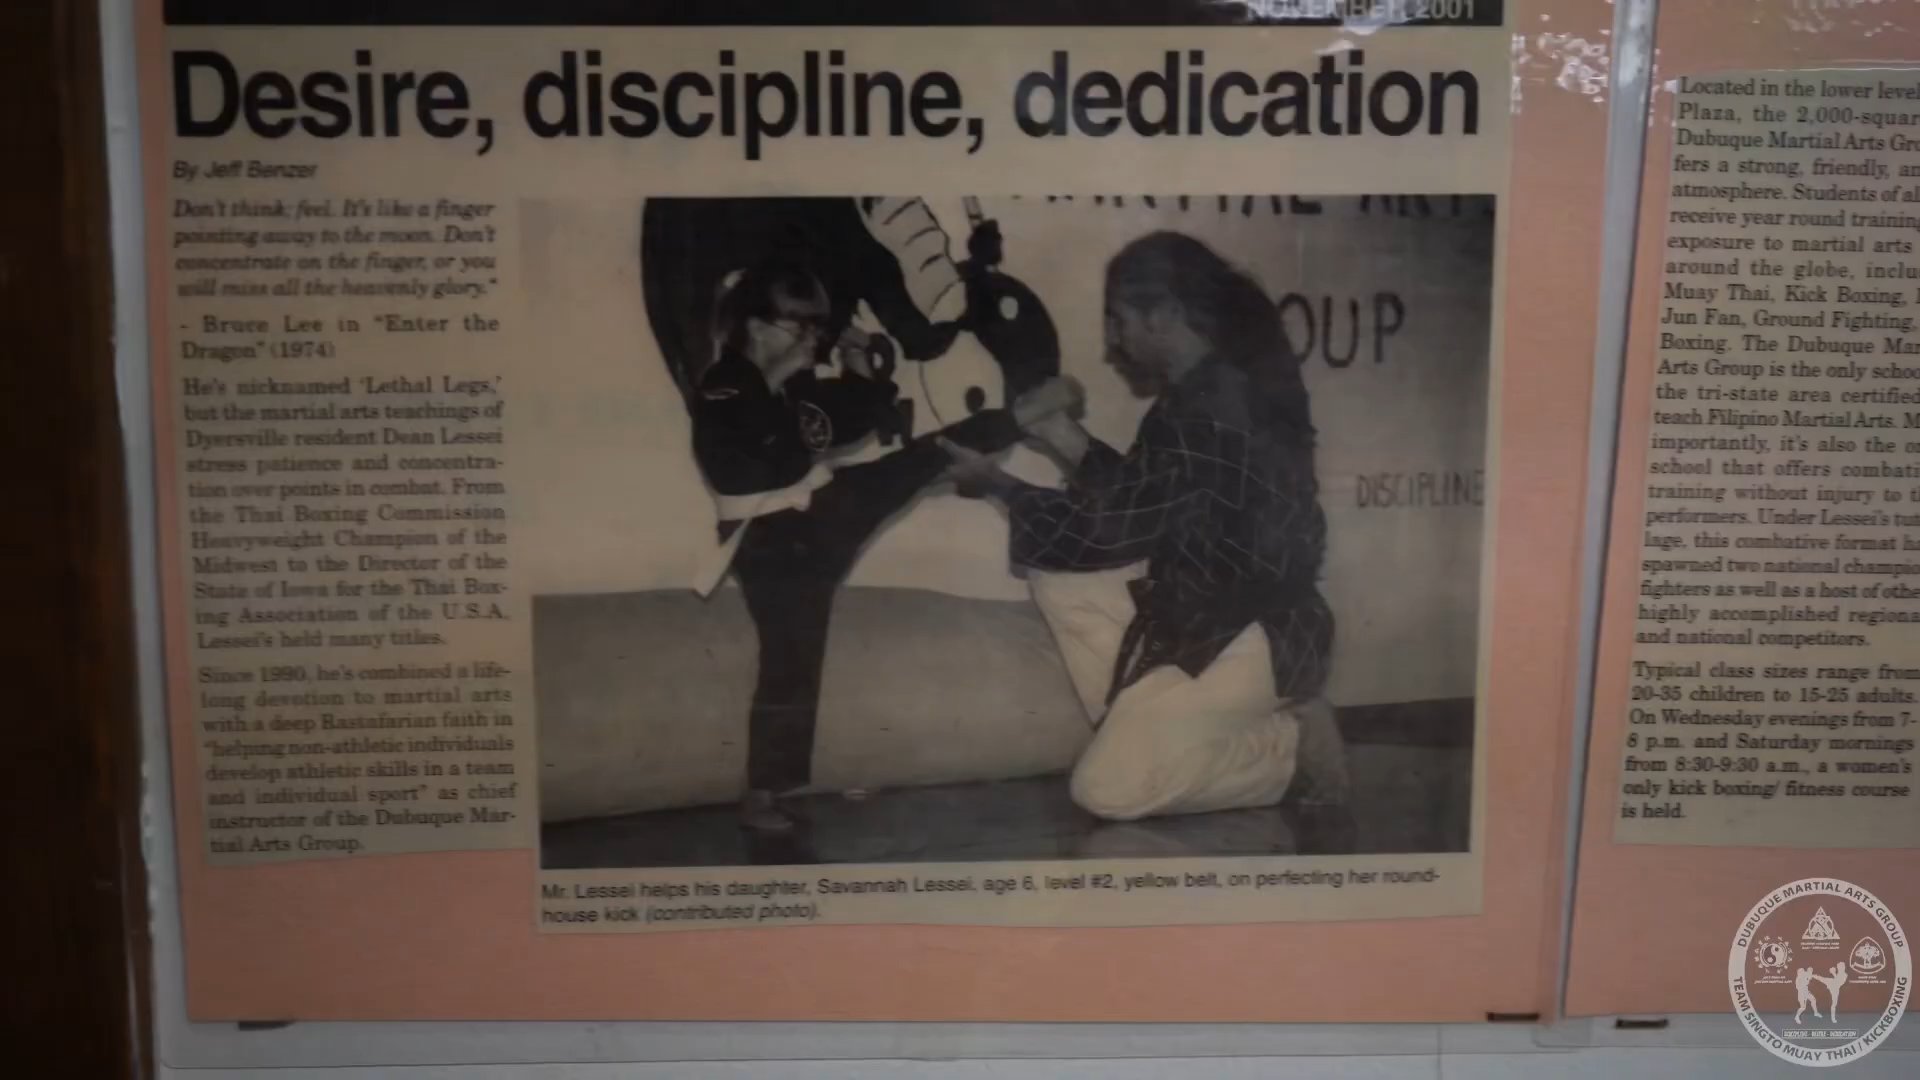 NOVEMBER 2001
Desire, discipline, dedication
By Jeff Benzer
Don't think; feel. It's like a finger
pointing away to the moon. Don't
concentrate on the finger, or you
will miss all the heavenly glory."
- Bruce Lee in "Enter the
Dragon" (1974)
He's nicknamed 'Lethal Legs,'
but the martial arts teachings of
Dyersville resident Dean Lessei
stress patience and concentra-
tion over points in combat. From
the Thai Boxing Commission
Heavyweight Champion of the
Midwest to the Director of the
State of Iowa for the Thai Box-
ing Association of the U.S.A.
Lessei's held many titles.
Since 1990, he's combined a life-
long devotion to martial arts
with a deep Rastafarian faith in
"helping non-athletic individuals
develop athletic skills in a team
and individual sport" as chief
instructor of the Dubuque Mar-
tial Arts Group.
MARTIAL ARTS
OUP
DISCIPLINE
Mr. Lessei helps his daughter, Savannah Lessei, age 6, level #2, yellow belt, on perfecting her round-
house kick (contributed photo).
Located in the lower level
Plaza, the 2,000-squar
Dubuque Martial Arts Gro
fers a strong, friendly, an
atmosphere. Students of al
receive year round training
exposure to martial arts
around the globe, inclu
Muay Thai, Kick Boxing,
Jun Fan, Ground Fighting,
Boxing. The Dubuque Mar
Arts Group is the only schoo
the tri-state area certified
teach Filipino Martial Arts. M
importantly, it's also the o
school that offers combati
training without injury to t
performers. Under Lessei's tut
lage, this combative format ha
spawned two national champio
fighters as well as a host of othe
highly accomplished regiona
and national competitors.
Typical class sizes range from
20-35 children to 15-25 adults.
On Wednesday evenings from 7-
8 p.m. and Saturday mornings
from 8:30-9:30 a.m., a women's
only kick boxing/ fitness course
is held.
DUBUQUE MARTIAL ARTS GROUP
TEAM SINGTO MUAY THAI / KICKBOXING